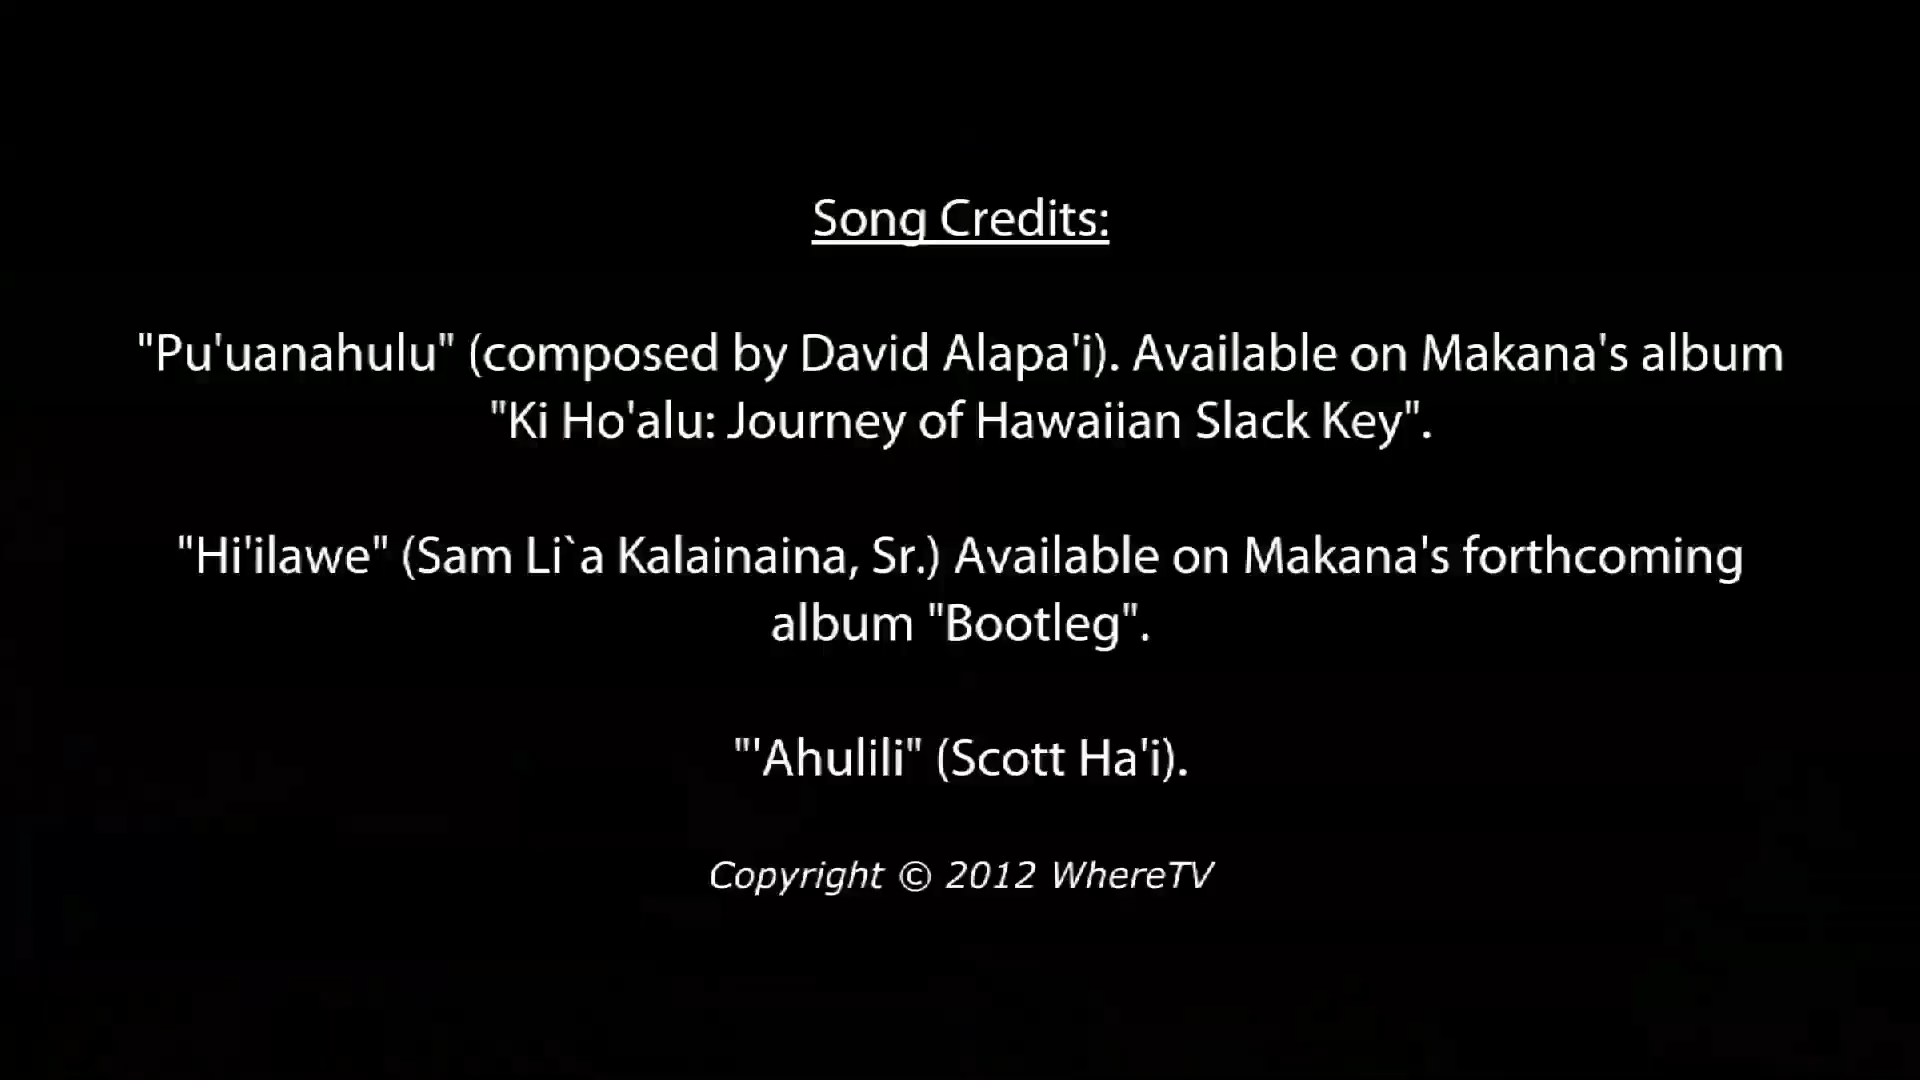 Song Credits:
"Pu'uanahulu" (composed by David Alapa'i). Available on Makana's album
"Ki Ho'alu: Journey of Hawaiian Slack Key".
"Hi'ilawe" (Sam Li`a Kalainaina, Sr.) Available on Makana's forthcoming
album "Bootleg".
"'Ahulili" (Scott Ha'i).
Copyright © 2012 WhereTV